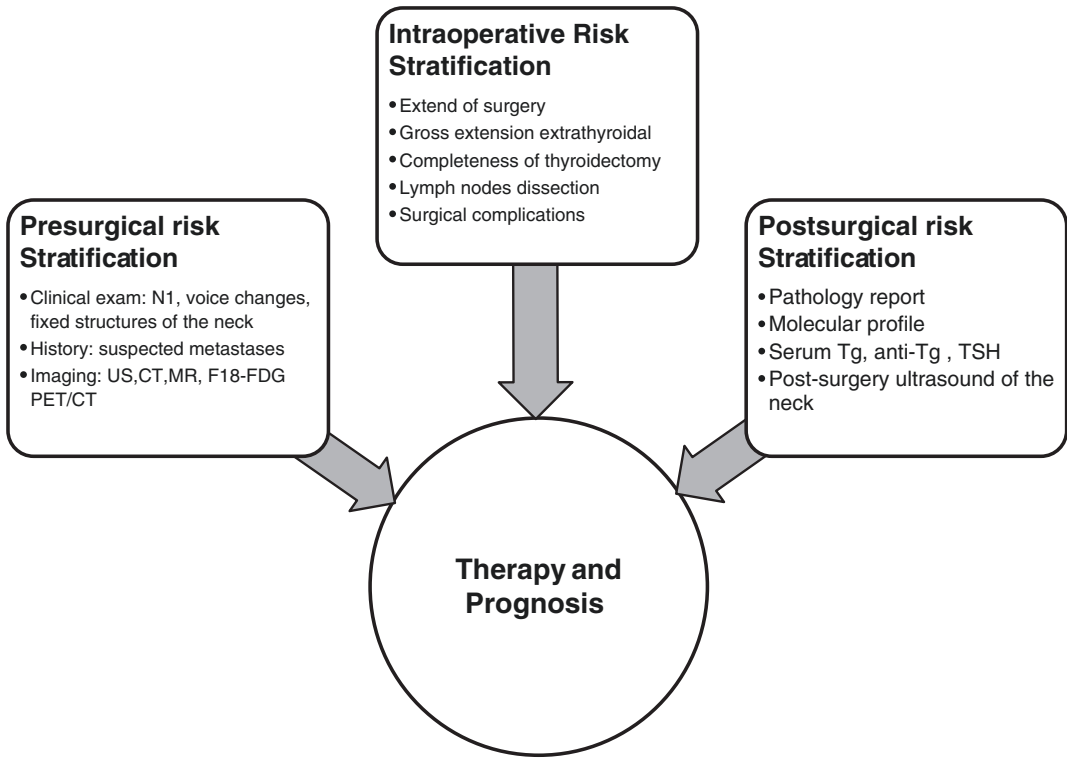 Intraoperative Risk
Stratification
•Extend of surgery
•Gross extension extrathyroidal
•Completeness of thyroidectomy
•Lymph nodes dissection
•Surgical complications
Presurgical risk
Stratification
•Clinical exam: N1, voice changes,
fixed structures of the neck
•History: suspected metastases
•Imaging: US,CT,MR, F18-FDG
PET/CT
Postsurgical risk
Stratification
•Pathology report
•Molecular profile
•Serum Tg, anti-Tg , TSH
•Post-surgery ultrasound of the
neck
Therapy and
Prognosis